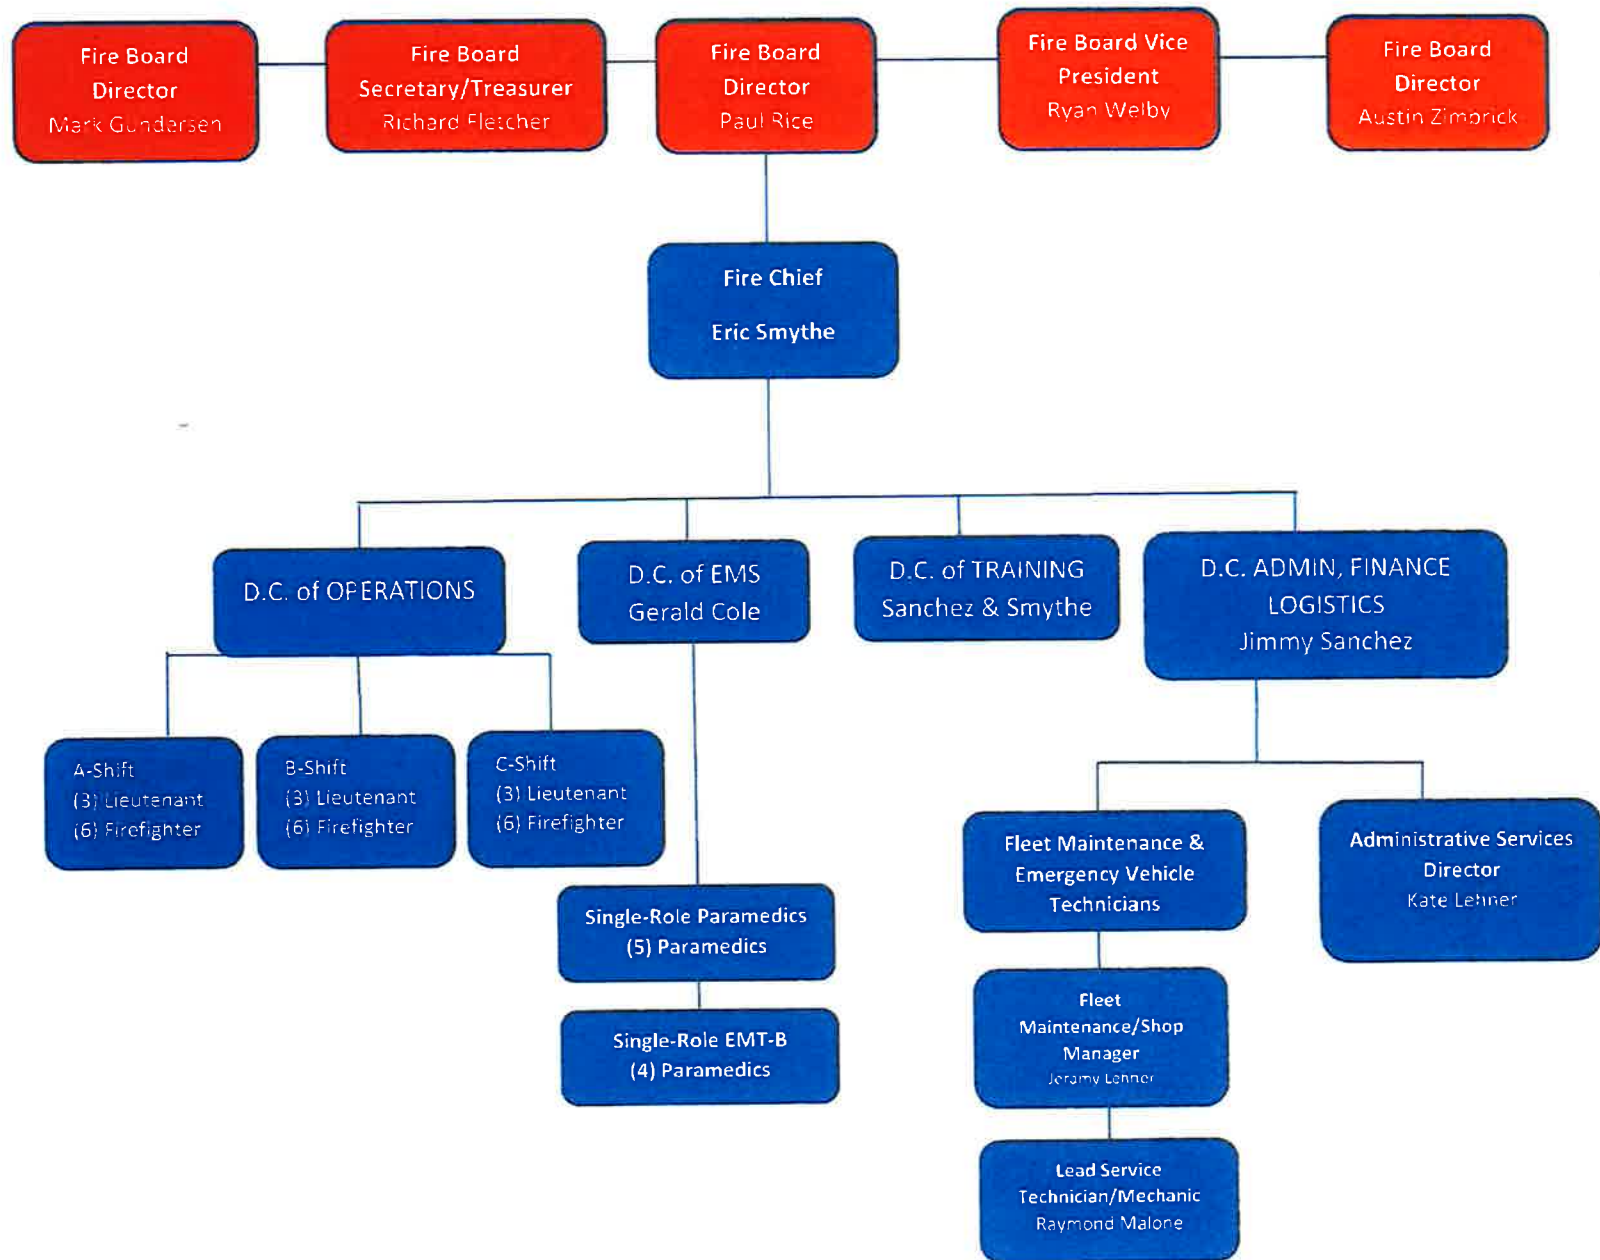 Fire Board
Director
Mark Gundersen
Fire Board
Secretary/Treasurer
Richard Fletcher
Fire Board
Director
Paul Rice
Fire Board Vice
President
Ryan Welby
Fire Board
Director
Austin Zimbrick
Fire Chief
Eric Smythe
D.C. of OPERATIONS
D.C. of EMS
Gerald Cole
D.C. of TRAINING
Sanchez & Smythe
D.C. ADMIN, FINANCE
LOGISTICS
Jimmy Sanchez
A-Shift
(3) Lieutenant
(6) Firefighter
B-Shift
(3) Lieutenant
(6) Firefighter
C-Shift
(3) Lieutenant
(6) Firefighter
Fleet Maintenance &
Emergency Vehicle
Technicians
Administrative Services
Director
Kate Lehner
Single-Role Paramedics
(5) Paramedics
Fleet
Maintenance/Shop
Manager
Jeramy Lehner
Single-Role EMT-B
(4) Paramedics
Lead Service
Technician/Mechanic
Raymond Malone